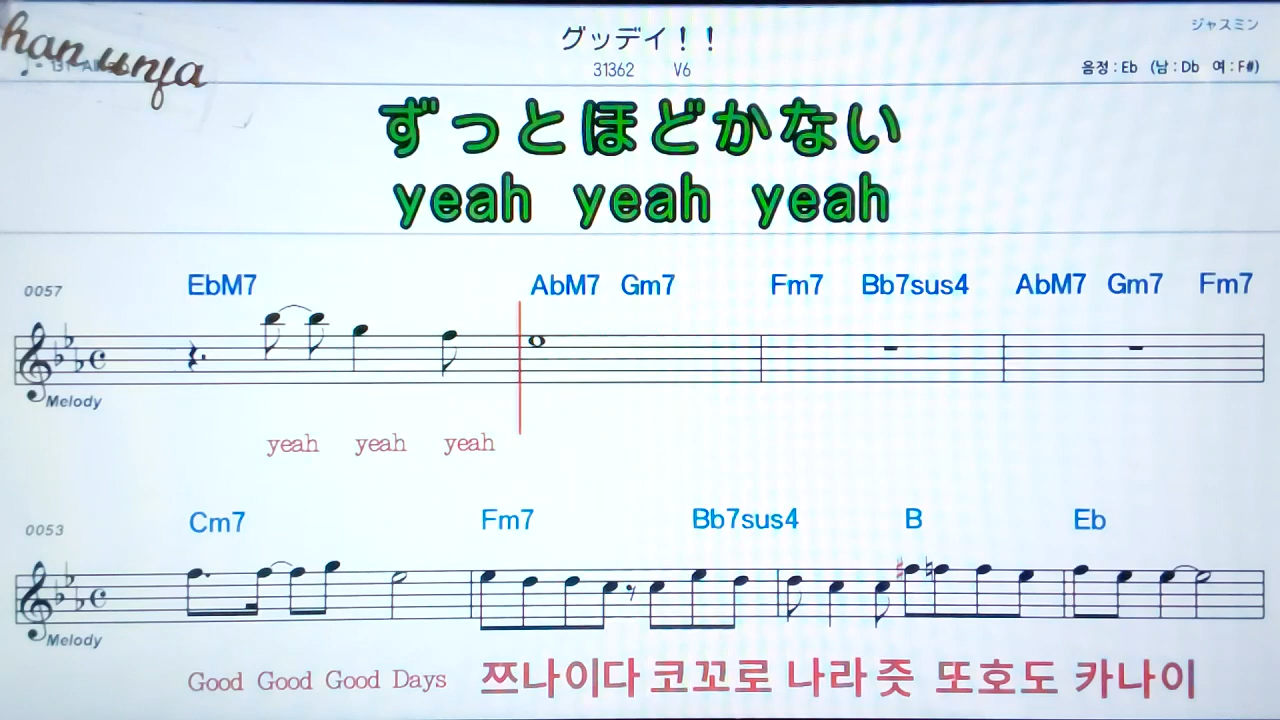 han unfa
グッデイ！！
ジャスミン
31362 V6
음정 : Eb (남 : Db 여 : F#)
ずっとほどかない
yeah yeah yeah
0057
EbM7 AbM7 Gm7 Fm7 Bb7sus4 AbM7 Gm7 Fm7
Melody
yeah yeah yeah
0053
Cm7 Fm7 Bb7sus4 B Eb
Melody
Good Good Good Days 쯔나이다 코꼬로 나라 즛 또호도 카나이